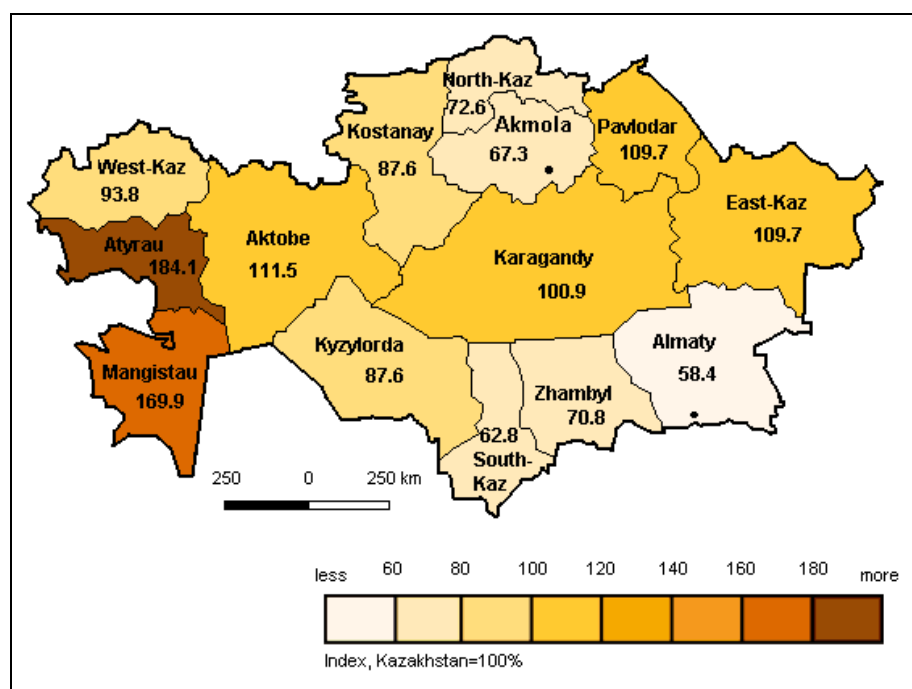 North-Kaz
72.6
Akmola
67.3
Kostanay
87.6
Pavlodar
109.7
West-Kaz
93.8
East-Kaz
109.7
Atyrau
184.1
Aktobe
111.5
Karagandy
100.9
Mangistau
169.9
Kyzylorda
87.6
Almaty
58.4
Zhambyl
70.8
62.8
South-
Kaz
250 0 250 km
less 60 80 100 120 140 160 180 more
Index, Kazakhstan=100%